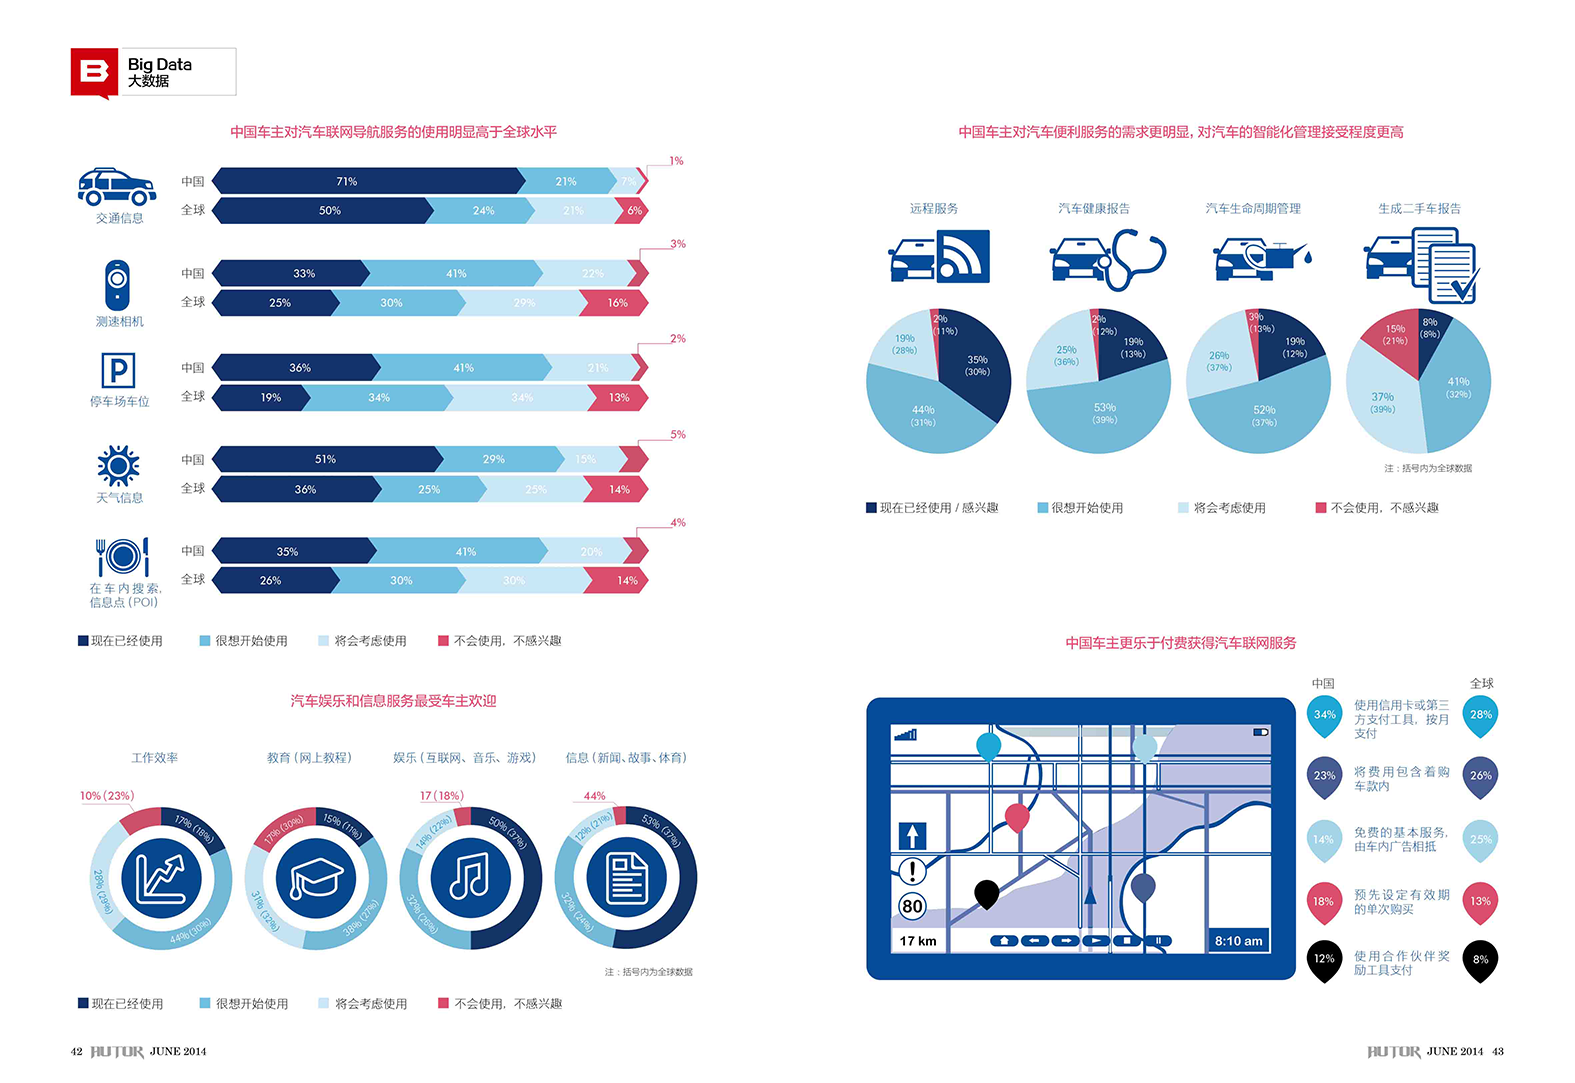 B
Big Data
大数据
中国车主对汽车联网导航服务的使用明显高于全球水平
1%
中国
71%
21%
7%
全球
50%
24%
21%
6%
交通信息
3%
中国
33%
41%
22%
全球
25%
30%
29%
16%
测速相机
2%
中国
36%
41%
21%
全球
19%
34%
34%
13%
P
停车场车位
5%
中国
51%
29%
15%
全球
36%
25%
25%
14%
天气信息
4%
中国
35%
41%
20%
全球
26%
30%
30%
14%
在车内搜索,
信息点(POI)
现在已经使用
很想开始使用
将会考虑使用
不会使用，不感兴趣
汽车娱乐和信息服务最受车主欢迎
工作效率
10%(23%)
17%(18%)
28%(29%)
44%(30%)
教育(网上教程)
17%(30%)
15%(11%)
31%(32%)
38%(27%)
娱乐(互联网、音乐、游戏)
17(18%)
14%(22%)
50%(37%)
32%(26%)
信息(新闻、故事、体育)
44%
12%(21%)
53%(37%)
32%(24%)
注：括号内为全球数据
现在已经使用
很想开始使用
将会考虑使用
不会使用，不感兴趣
42 AUTOR JUNE 2014
中国车主对汽车便利服务的需求更明显，对汽车的智能化管理接受程度更高
远程服务
2%
(11%)
19%
(28%)
35%
(30%)
44%
(31%)
汽车健康报告
2%
(12%)
19%
(13%)
25%
(36%)
53%
(39%)
汽车生命周期管理
3%
(13%)
19%
(12%)
26%
(37%)
52%
(37%)
生成二手车报告
15%
(21%)
8%
(8%)
41%
(32%)
37%
(39%)
注：括号内为全球数据
现在已经使用 / 感兴趣
很想开始使用
将会考虑使用
不会使用，不感兴趣
中国车主更乐于付费获得汽车联网服务
!
80
17 km
8:10 am
中国
全球
34%
使用信用卡或第三
方支付工具，按月
支付
28%
23%
将费用包含着购
车款内
26%
14%
免费的基本服务,
由车内广告相抵
25%
18%
预先设定有效期
的单次购买
13%
12%
使用合作伙伴奖
励工具支付
8%
AUTOR JUNE 2014 43